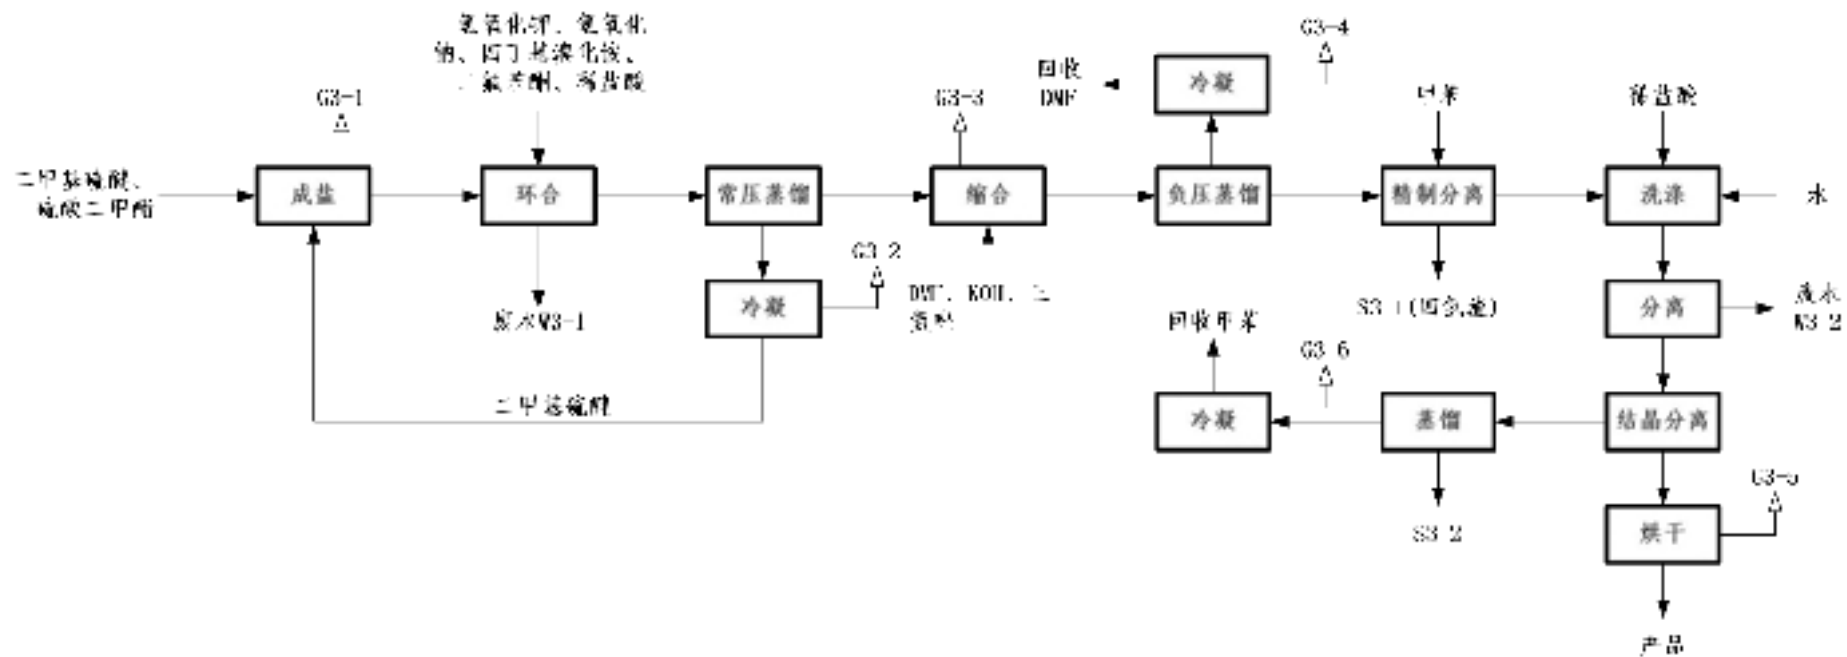 氢氧化钾、氢氧化
钠、四丁基溴化铵、
二氯苯酮、稀盐酸
G3-1
G3-3
G3-4
回收
DMF
冷凝
甲苯
稀盐酸
二甲基硫醚、
硫酸二甲酯
成盐
环合
常压蒸馏
缩合
负压蒸馏
精制分离
洗涤
水
G3-2
冷凝
DMF、KOH、三
氮唑
废水W3-1
回收甲苯
S3-1(四氮渣)
分离
废水
W3-2
G3-6
二甲基硫醚
冷凝
蒸馏
结晶分离
G3-5
S3-2
烘干
产品